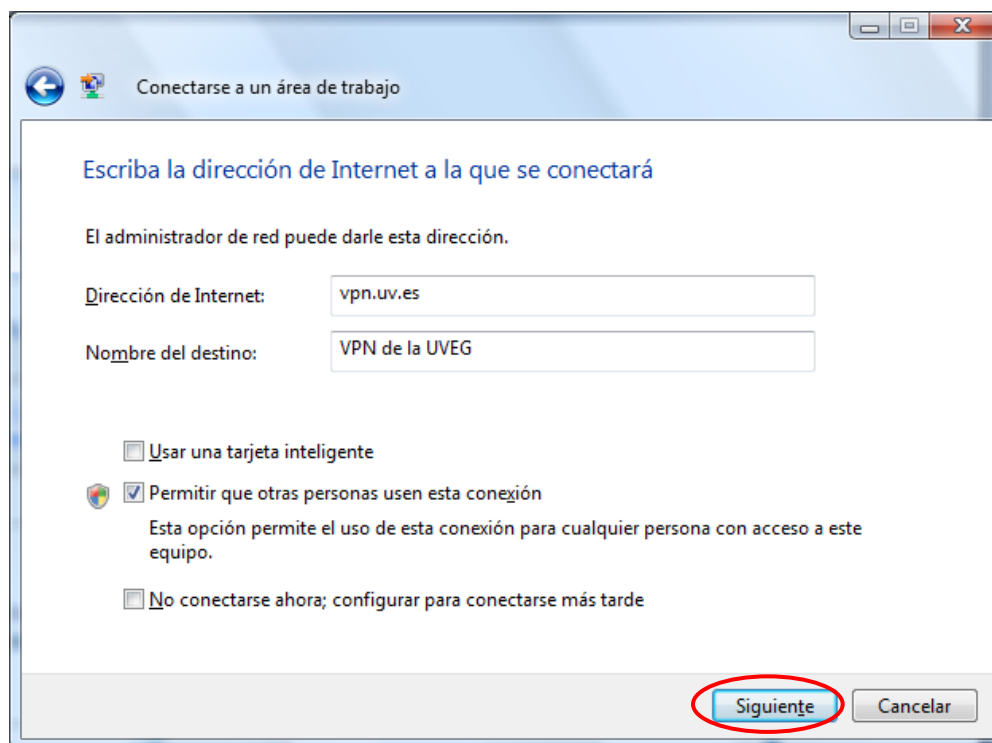 Conectarse a un área de trabajo
Escriba la dirección de Internet a la que se conectará
El administrador de red puede darle esta dirección.
Dirección de Internet:
vpn.uv.es
Nombre del destino:
VPN de la UVEG
Usar una tarjeta inteligente
Permitir que otras personas usen esta conexión
Esta opción permite el uso de esta conexión para cualquier persona con acceso a este
equipo.
No conectarse ahora; configurar para conectarse más tarde
Siguiente
Cancelar